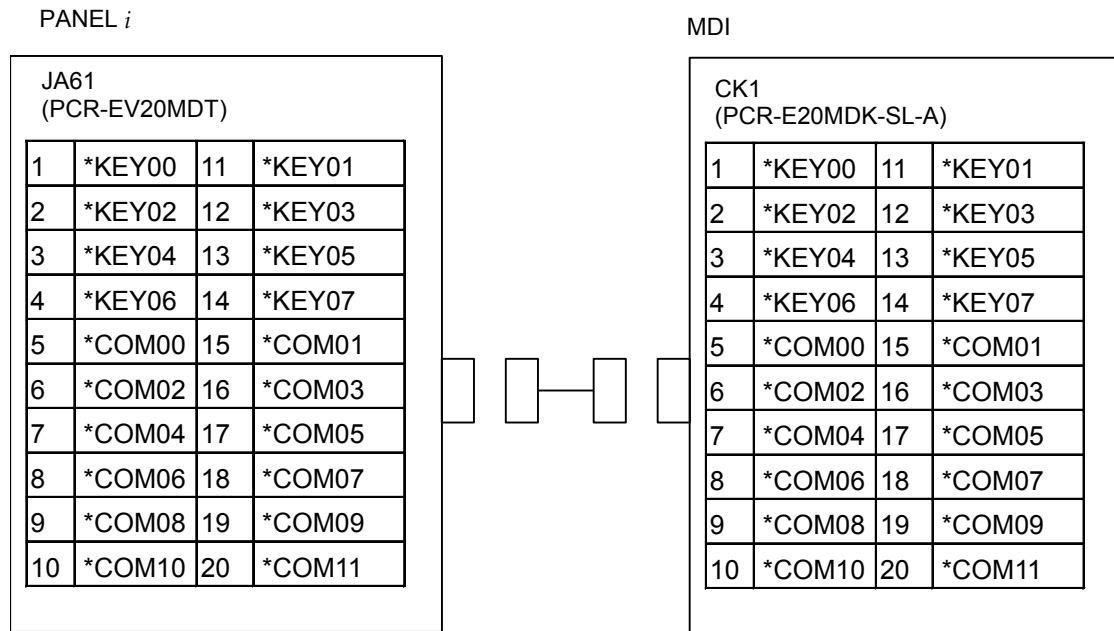 PANEL i
MDI
JA61
(PCR-EV20MDT)
1 *KEY00 11 *KEY01
2 *KEY02 12 *KEY03
3 *KEY04 13 *KEY05
4 *KEY06 14 *KEY07
5 *COM00 15 *COM01
6 *COM02 16 *COM03
7 *COM04 17 *COM05
8 *COM06 18 *COM07
9 *COM08 19 *COM09
10 *COM10 20 *COM11
CK1
(PCR-E20MDK-SL-A)
1 *KEY00 11 *KEY01
2 *KEY02 12 *KEY03
3 *KEY04 13 *KEY05
4 *KEY06 14 *KEY07
5 *COM00 15 *COM01
6 *COM02 16 *COM03
7 *COM04 17 *COM05
8 *COM06 18 *COM07
9 *COM08 19 *COM09
10 *COM10 20 *COM11